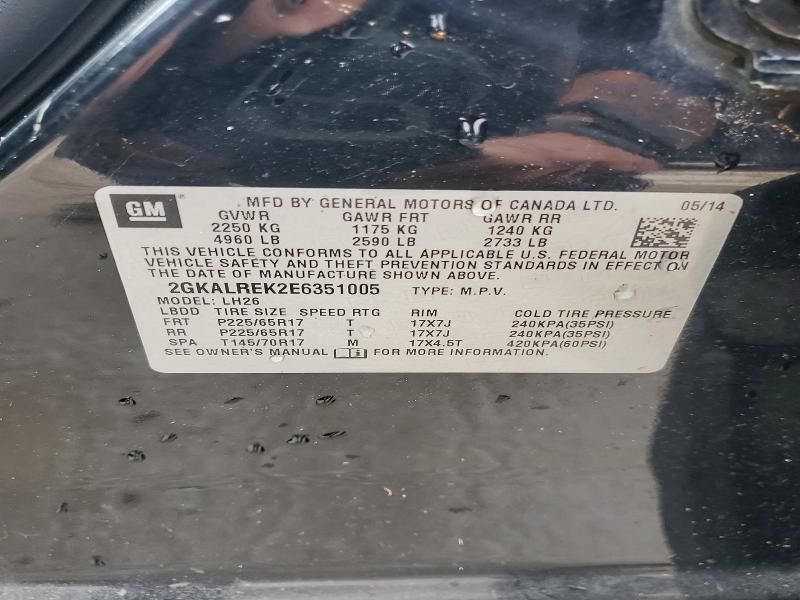 GM
MFD BY GENERAL MOTORS OF CANADA LTD. 05/14
GVWR GAWR FRT GAWR RR
2250 KG 1175 KG 1240 KG
4960 LB 2590 LB 2733 LB
THIS VEHICLE CONFORMS TO ALL APPLICABLE U.S. FEDERAL MOTOR
VEHICLE SAFETY AND THEFT PREVENTION STANDARDS IN EFFECT ON
THE DATE OF MANUFACTURE SHOWN ABOVE.
2GKALREK2E6351005 TYPE: M.P.V.
MODEL: LH26
LBDD TIRE SIZE SPEED RTG RIM COLD TIRE PRESSURE
FRT P225/65R17 T 17X7J 240KPA(35PSI)
RR P225/65R17 T 17X7J 240KPA(35PSI)
SPA T145/70R17 M 17X4.5T 420KPA(60PSI)
SEE OWNER'S MANUAL FOR MORE INFORMATION.